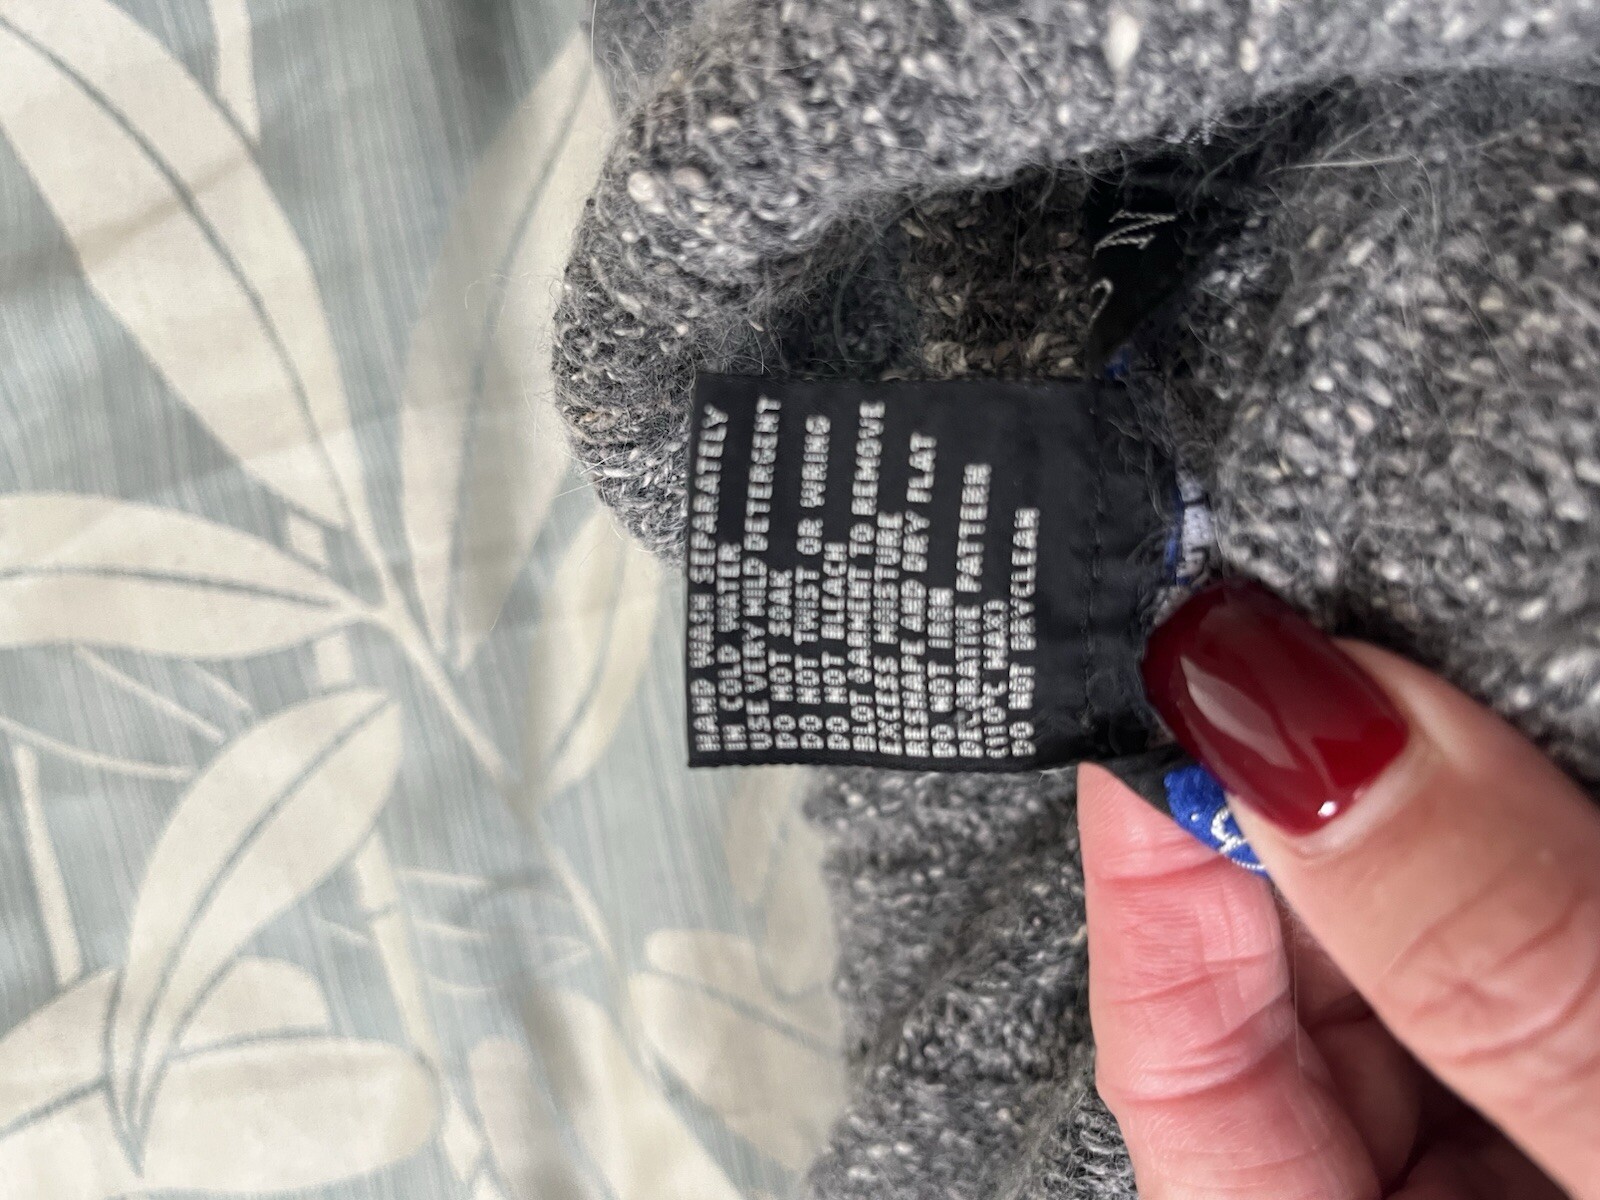 HAND WASH SEPARATELY
IN COLD WATER
USE VERY MILD DETERGENT
DO NOT SOAK
DO NOT TWIST OR WRING
DO NOT BLEACH
BLOT GARMENT TO REMOVE
EXCESS MOISTURE
RESHAPE AND DRY FLAT
DO NOT IRON
DEGRAITHE PATTERN
(110°C MAX)
DO NOT DRYCLEAN